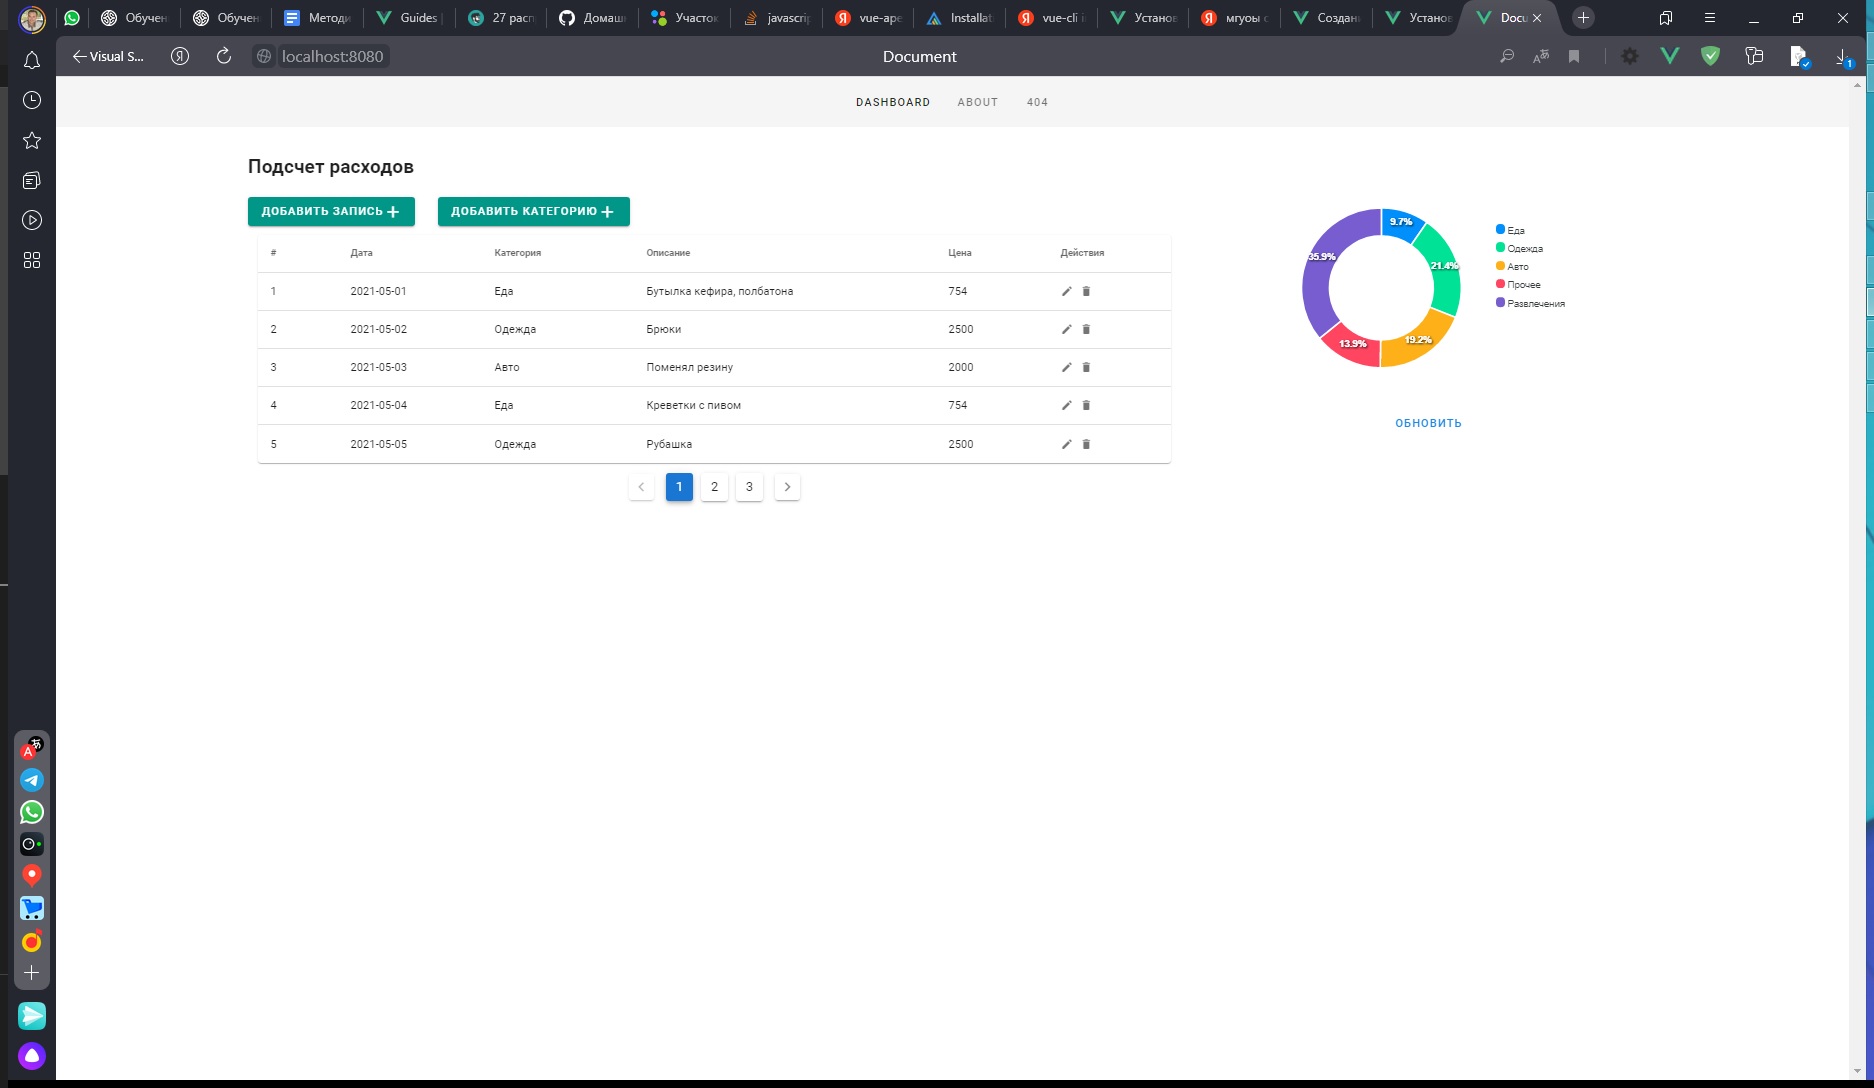 Обучен
Обучен
Методи
Guides |
27 расп
Домаш
Участок
javascrip
vue-ape
Installat
vue-cli i
Установ
мгуоы с
Создан
Установ
Docu
Visual S...
localhost:8080
Document
1
DASHBOARD ABOUT 404
Подсчет расходов
ДОБАВИТЬ ЗАПИСЬ
ДОБАВИТЬ КАТЕГОРИЮ
# Дата Категория Описание Цена Действия
1 2021-05-01 Еда Бутылка кефира, полбатона 754
2 2021-05-02 Одежда Брюки 2500
3 2021-05-03 Авто Поменял резину 2000
4 2021-05-04 Еда Креветки с пивом 754
5 2021-05-05 Одежда Рубашка 2500
1 2 3
9.7%
21.4%
19.2%
13.9%
35.9%
Еда
Одежда
Авто
Прочее
Развлечения
ОБНОВИТЬ